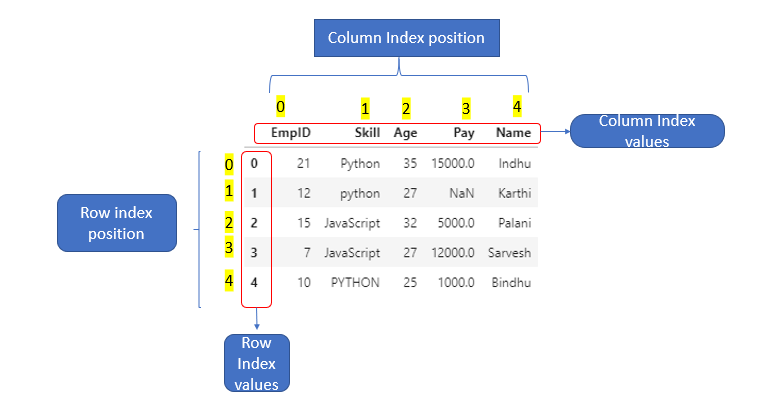 Column Index position
0 1 2 3 4
EmpID Skill Age Pay Name
Column Index
values
0 0 21 Python 35 15000.0 Indhu
1 1 12 python 27 NaN Karthi
Row index
position
2 2 15 JavaScript 32 5000.0 Palani
3 3 7 JavaScript 27 12000.0 Sarvesh
4 4 10 PYTHON 25 1000.0 Bindhu
Row
Index
values